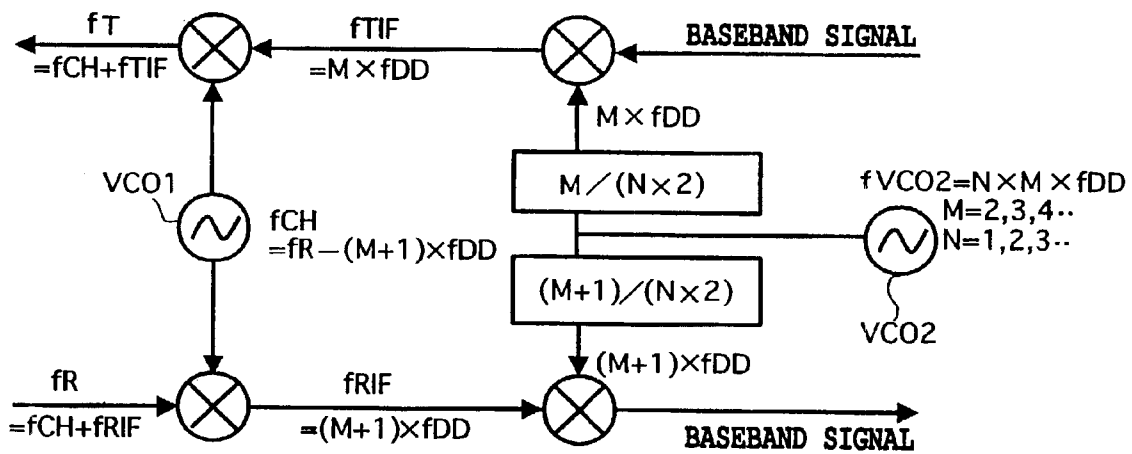 fT
=fCH+fTIF
fTIF
=M×fDD
BASEBAND SIGNAL
M×fDD
M/(N×2)
VCO1
fCH
=fR-(M+1)×fDD
fVCO2=N×M×fDD
M=2,3,4··
N=1,2,3··
(M+1)/(N×2)
VCO2
(M+1)×fDD
fR
=fCH+fRIF
fRIF
=(M+1)×fDD
BASEBAND SIGNAL